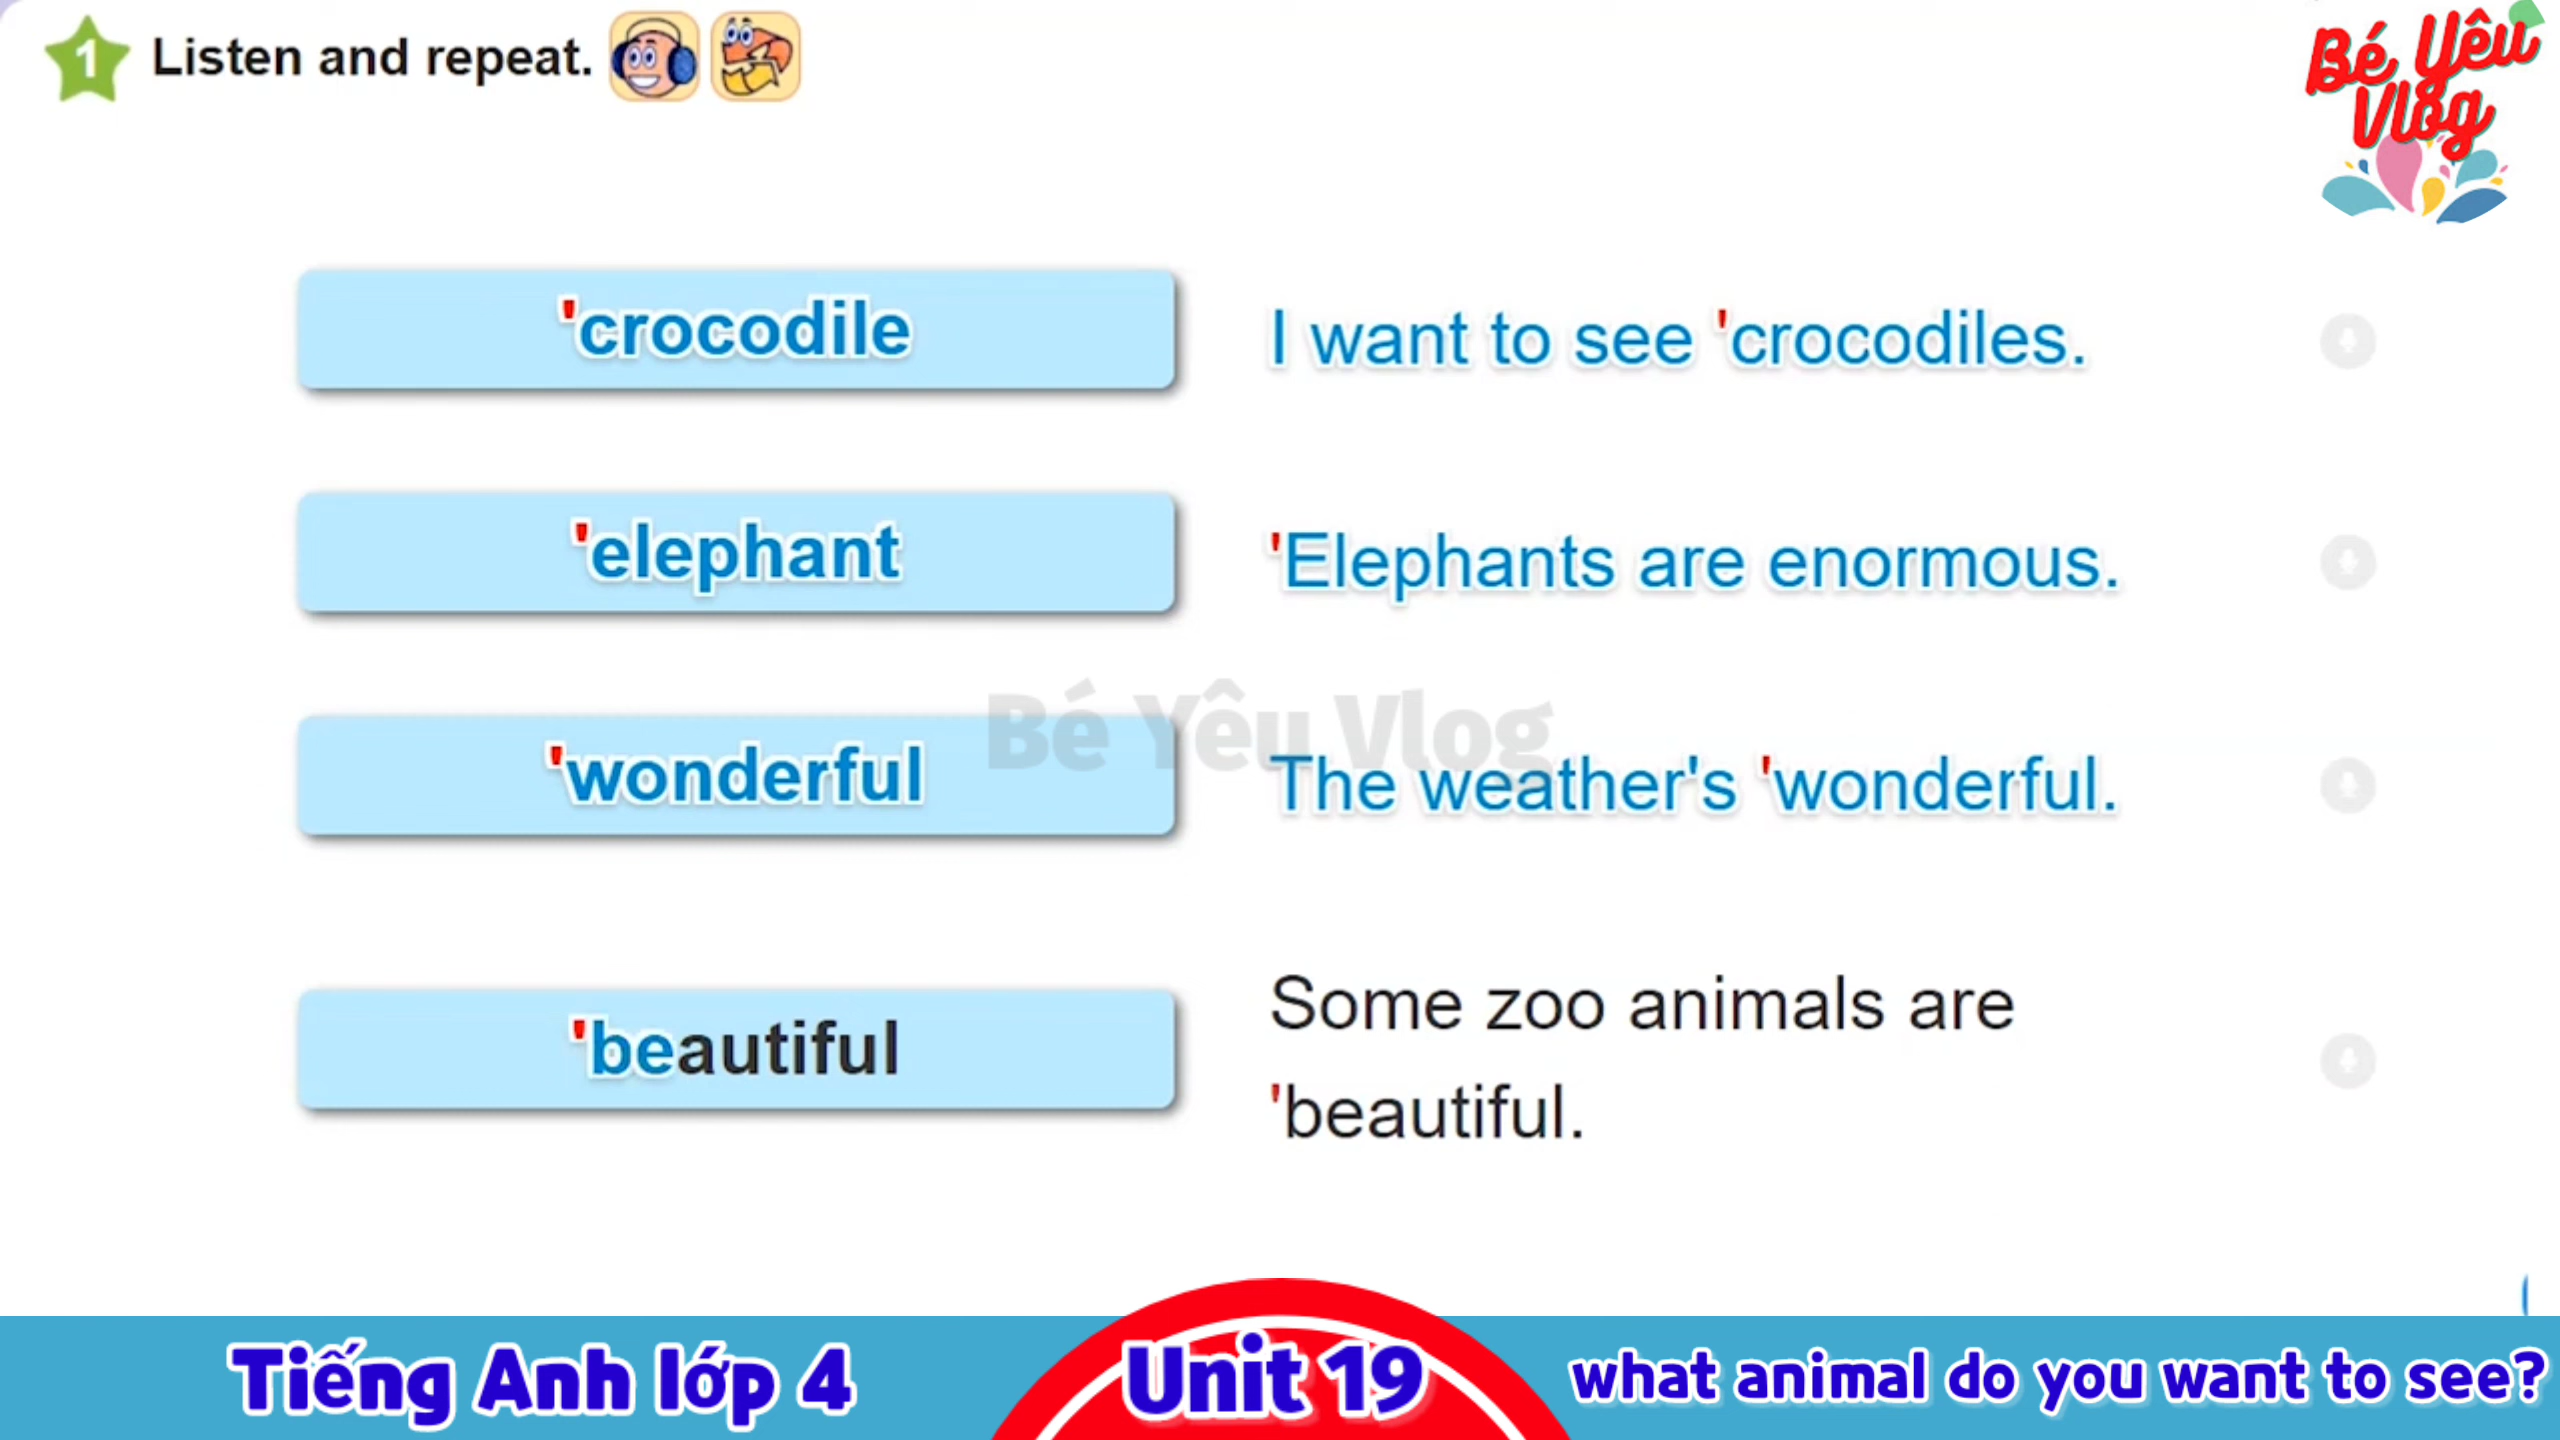 1 Listen and repeat.
Bé Yêu
Vlog
'crocodile
I want to see 'crocodiles.
'elephant
'Elephants are enormous.
Bé Yêu Vlog
'wonderful
The weather's 'wonderful.
'beautiful
Some zoo animals are
'beautiful.
Tiếng Anh lớp 4
Unit 19
what animal do you want to see?